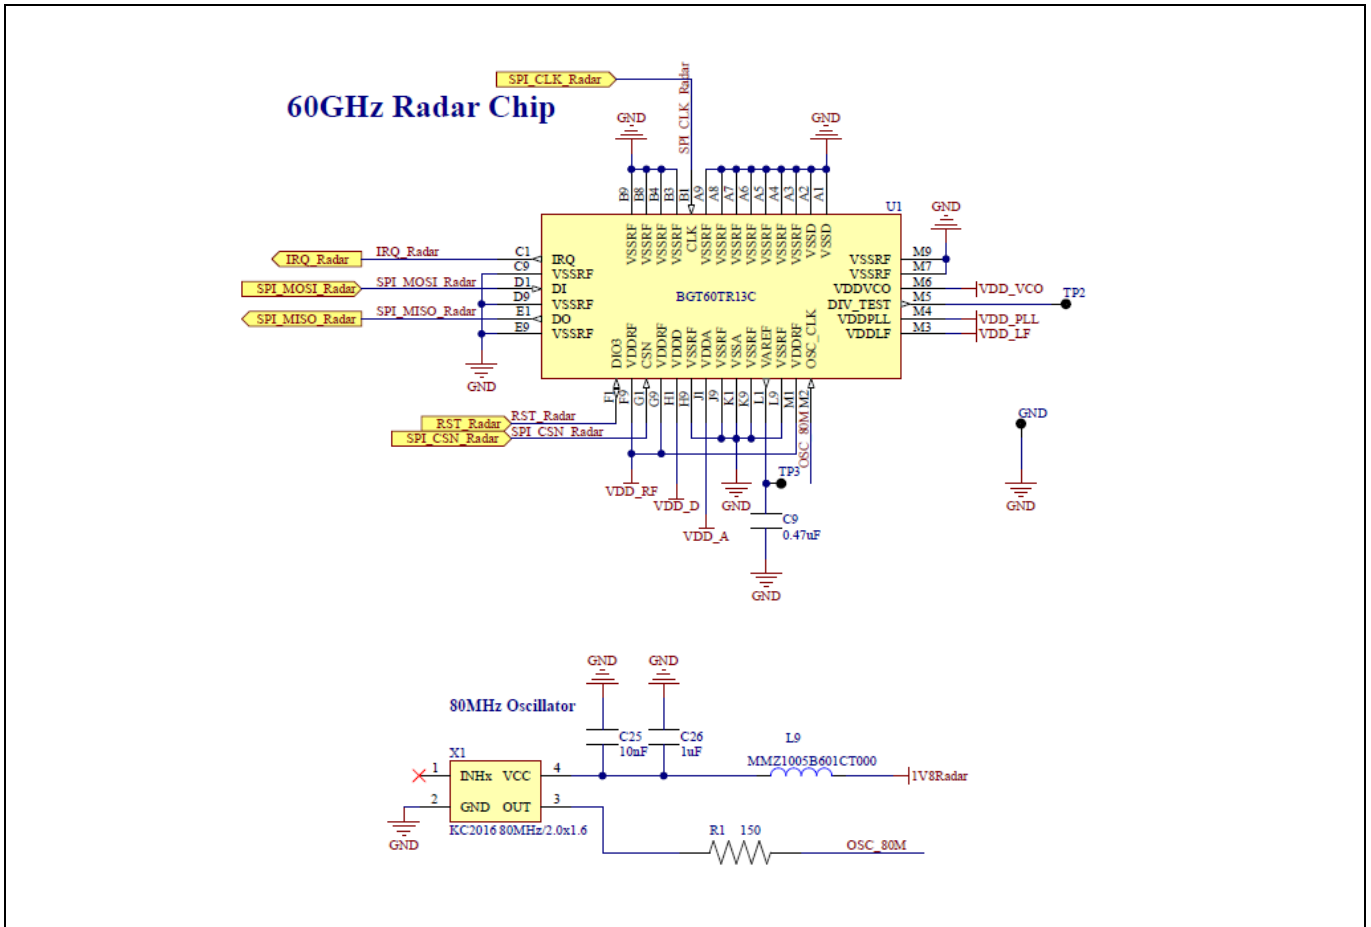 SPI_CLK_Radar
60GHz Radar Chip
SPI_CLK_Radar
GND
GND
B9
B8
B4
B3
B1
A9
A8
A7
A6
A5
A4
A3
A2
A1
U1
GND
VSSRF
VSSRF
VSSRF
VSSRF
CLK
VSSRF
VSSRF
VSSRF
VSSRF
VSSRF
VSSRF
VSSRF
VSSD
VSSD
IRQ_Radar
IRQ_Radar
C1
IRQ
C9
VSSRF
SPI_MOSI_Radar
SPI_MOSI_Radar
D1
DI
D9
VSSRF
SPI_MISO_Radar
SPI_MISO_Radar
E1
DO
E9
VSSRF
GND
BGT60TR13C
VSSRF
M9
VSSRF
M7
VDDVCO
M6
VDD_VCO
DIV_TEST
M5
TP2
VDDPLL
M4
VDD_PLL
VDDLF
M3
VDD_LF
DIO3
VDDRF
CSN
VDDRF
VDDD
VSSRF
VDDA
VSSRF
VSSA
VSSRF
VAREF
VSSRF
VDDRF
OSC_CLK
F1
F9
G1
G9
H1
H9
J1
J9
K1
K9
L1
L9
M1
M2
OSC_80M
RST_Radar
RST_Radar
SPI_CSN_Radar
SPI_CSN_Radar
VDD_RF
VDD_D
VDD_A
GND
TP3
C9
0.47uF
GND
GND
GND
GND
GND
80MHz Oscillator
C25
10nF
C26
1uF
L9
MMZ1005B601CT000
1V8Radar
X1
1
INHx
VCC
4
2
GND
OUT
3
KC2016 80MHz/2.0x1.6
GND
R1
150
OSC_80M